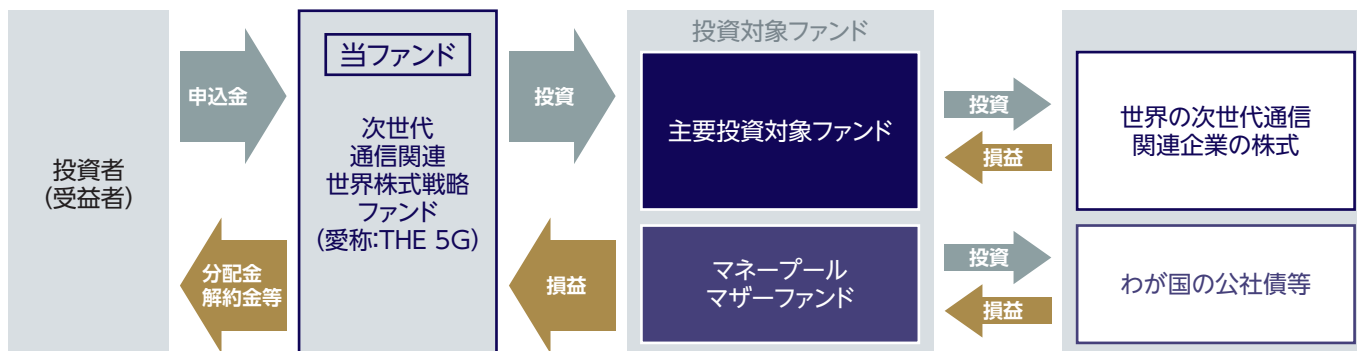 投資者
(受益者)
申込金
分配金
解約金等
当ファンド
次世代
通信関連
世界株式戦略
ファンド
(愛称:THE 5G)
投資
損益
投資対象ファンド
主要投資対象ファンド
マネープール
マザーファンド
投資
損益
投資
損益
世界の次世代通信
関連企業の株式
わが国の公社債等